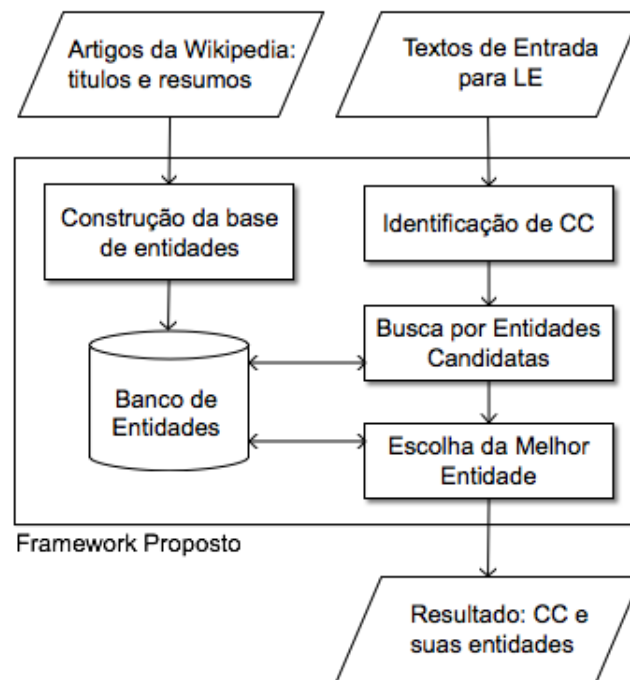 Artigos da Wikipedia:
titulos e resumos
Textos de Entrada
para LE
Construção da base
de entidades
Identificação de CC
Busca por Entidades
Candidatas
Banco de
Entidades
Escolha da Melhor
Entidade
Framework Proposto
Resultado: CC e
suas entidades